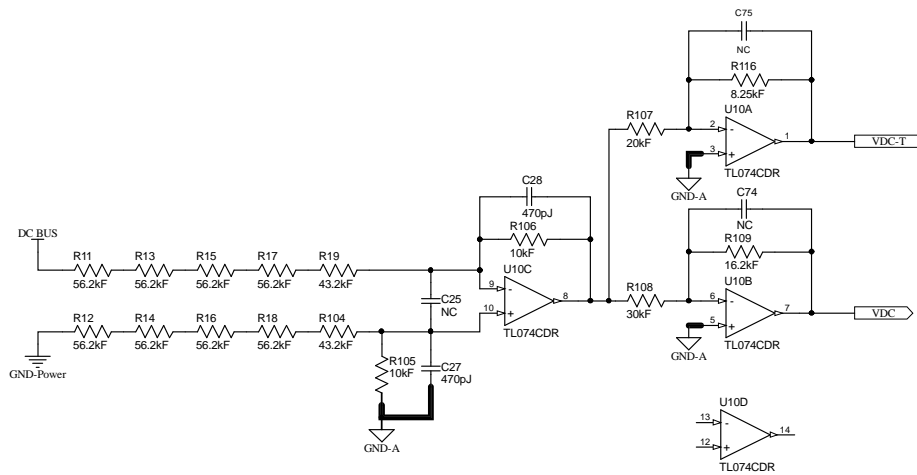 C75
NC
R116
8.25kF
U10A
R107
2
-
1
20kF
3
+
VDC-T
TL074CDR
GND-A
C28
470pJ
C74
NC
R106
10kF
R109
16.2kF
DC BUS
R11
R13
R15
R17
R19
U10C
U10B
56.2kF
56.2kF
56.2kF
56.2kF
43.2kF
C25
NC
9
-
8
10
+
R108
30kF
6
-
7
5
+
VDC
R12
R14
R16
R18
R104
TL074CDR
GND-A
TL074CDR
56.2kF
56.2kF
56.2kF
56.2kF
43.2kF
GND-Power
R105
10kF
C27
470pJ
GND-A
U10D
13
-
14
12
+
TL074CDR